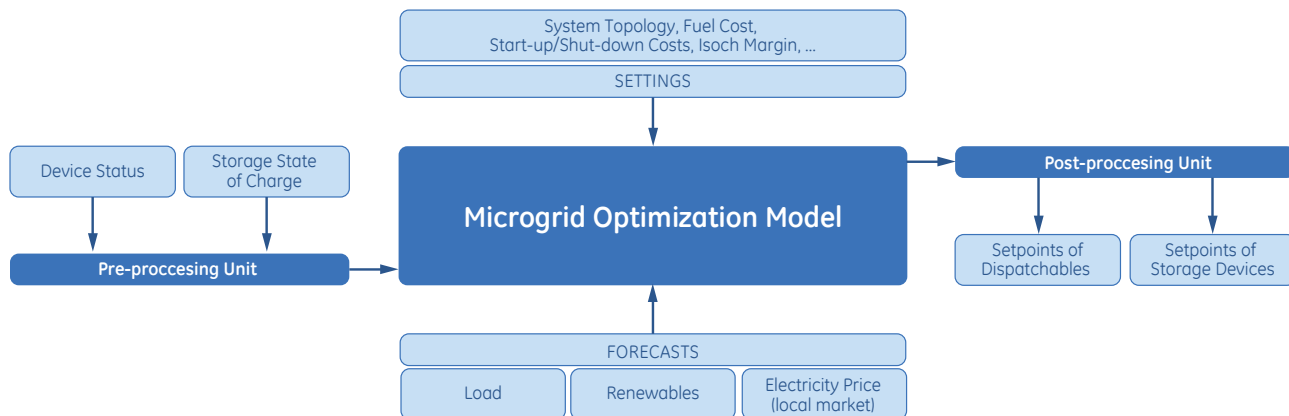 System Topology, Fuel Cost,
Start-up/Shut-down Costs, Isoch Margin, ...
SETTINGS
Device Status
Storage State
of Charge
Pre-proccesing Unit
Microgrid Optimization Model
Post-proccesing Unit
Setpoints of
Dispatchables
Setpoints of
Storage Devices
FORECASTS
Load
Renewables
Electricity Price
(local market)